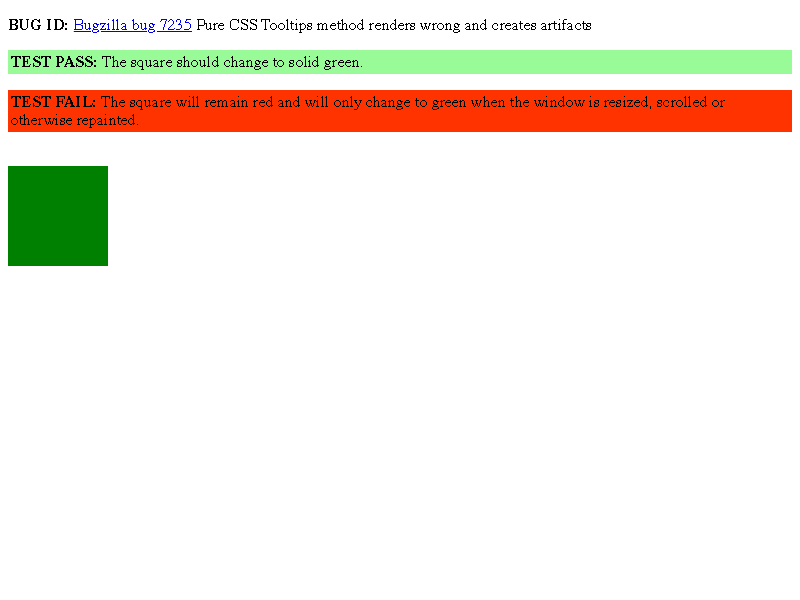 BUG ID: Bugzilla bug 7235 Pure CSS Tooltips method renders wrong and creates artifacts
TEST PASS: The square should change to solid green.
TEST FAIL: The square will remain red and will only change to green when the window is resized, scrolled or
otherwise repainted.